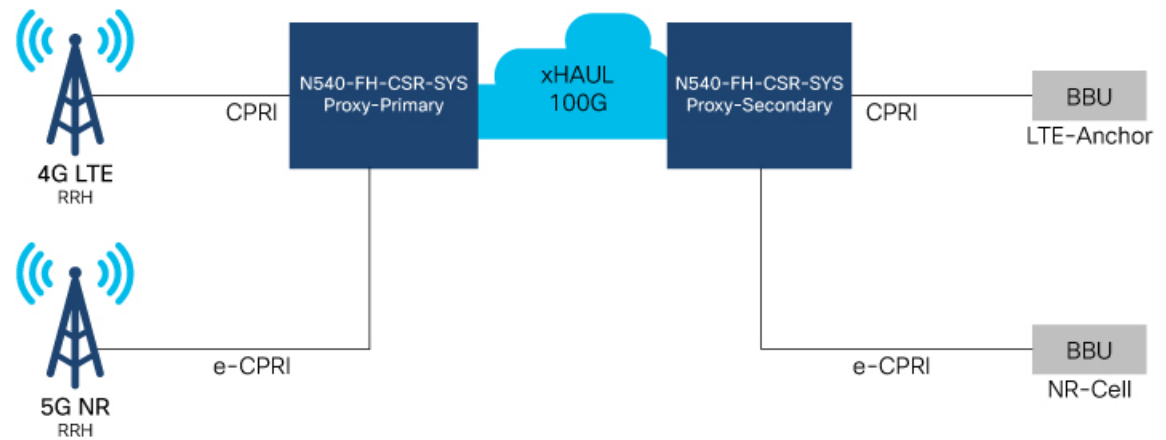 N540-FH-CSR-SYS
Proxy-Primary
xHAUL
100G
N540-FH-CSR-SYS
Proxy-Secondary
BBU
CPRI
CPRI
LTE-Anchor
4G LTE
RRH
e-CPRI
e-CPRI
BBU
NR-Cell
5G NR
RRH